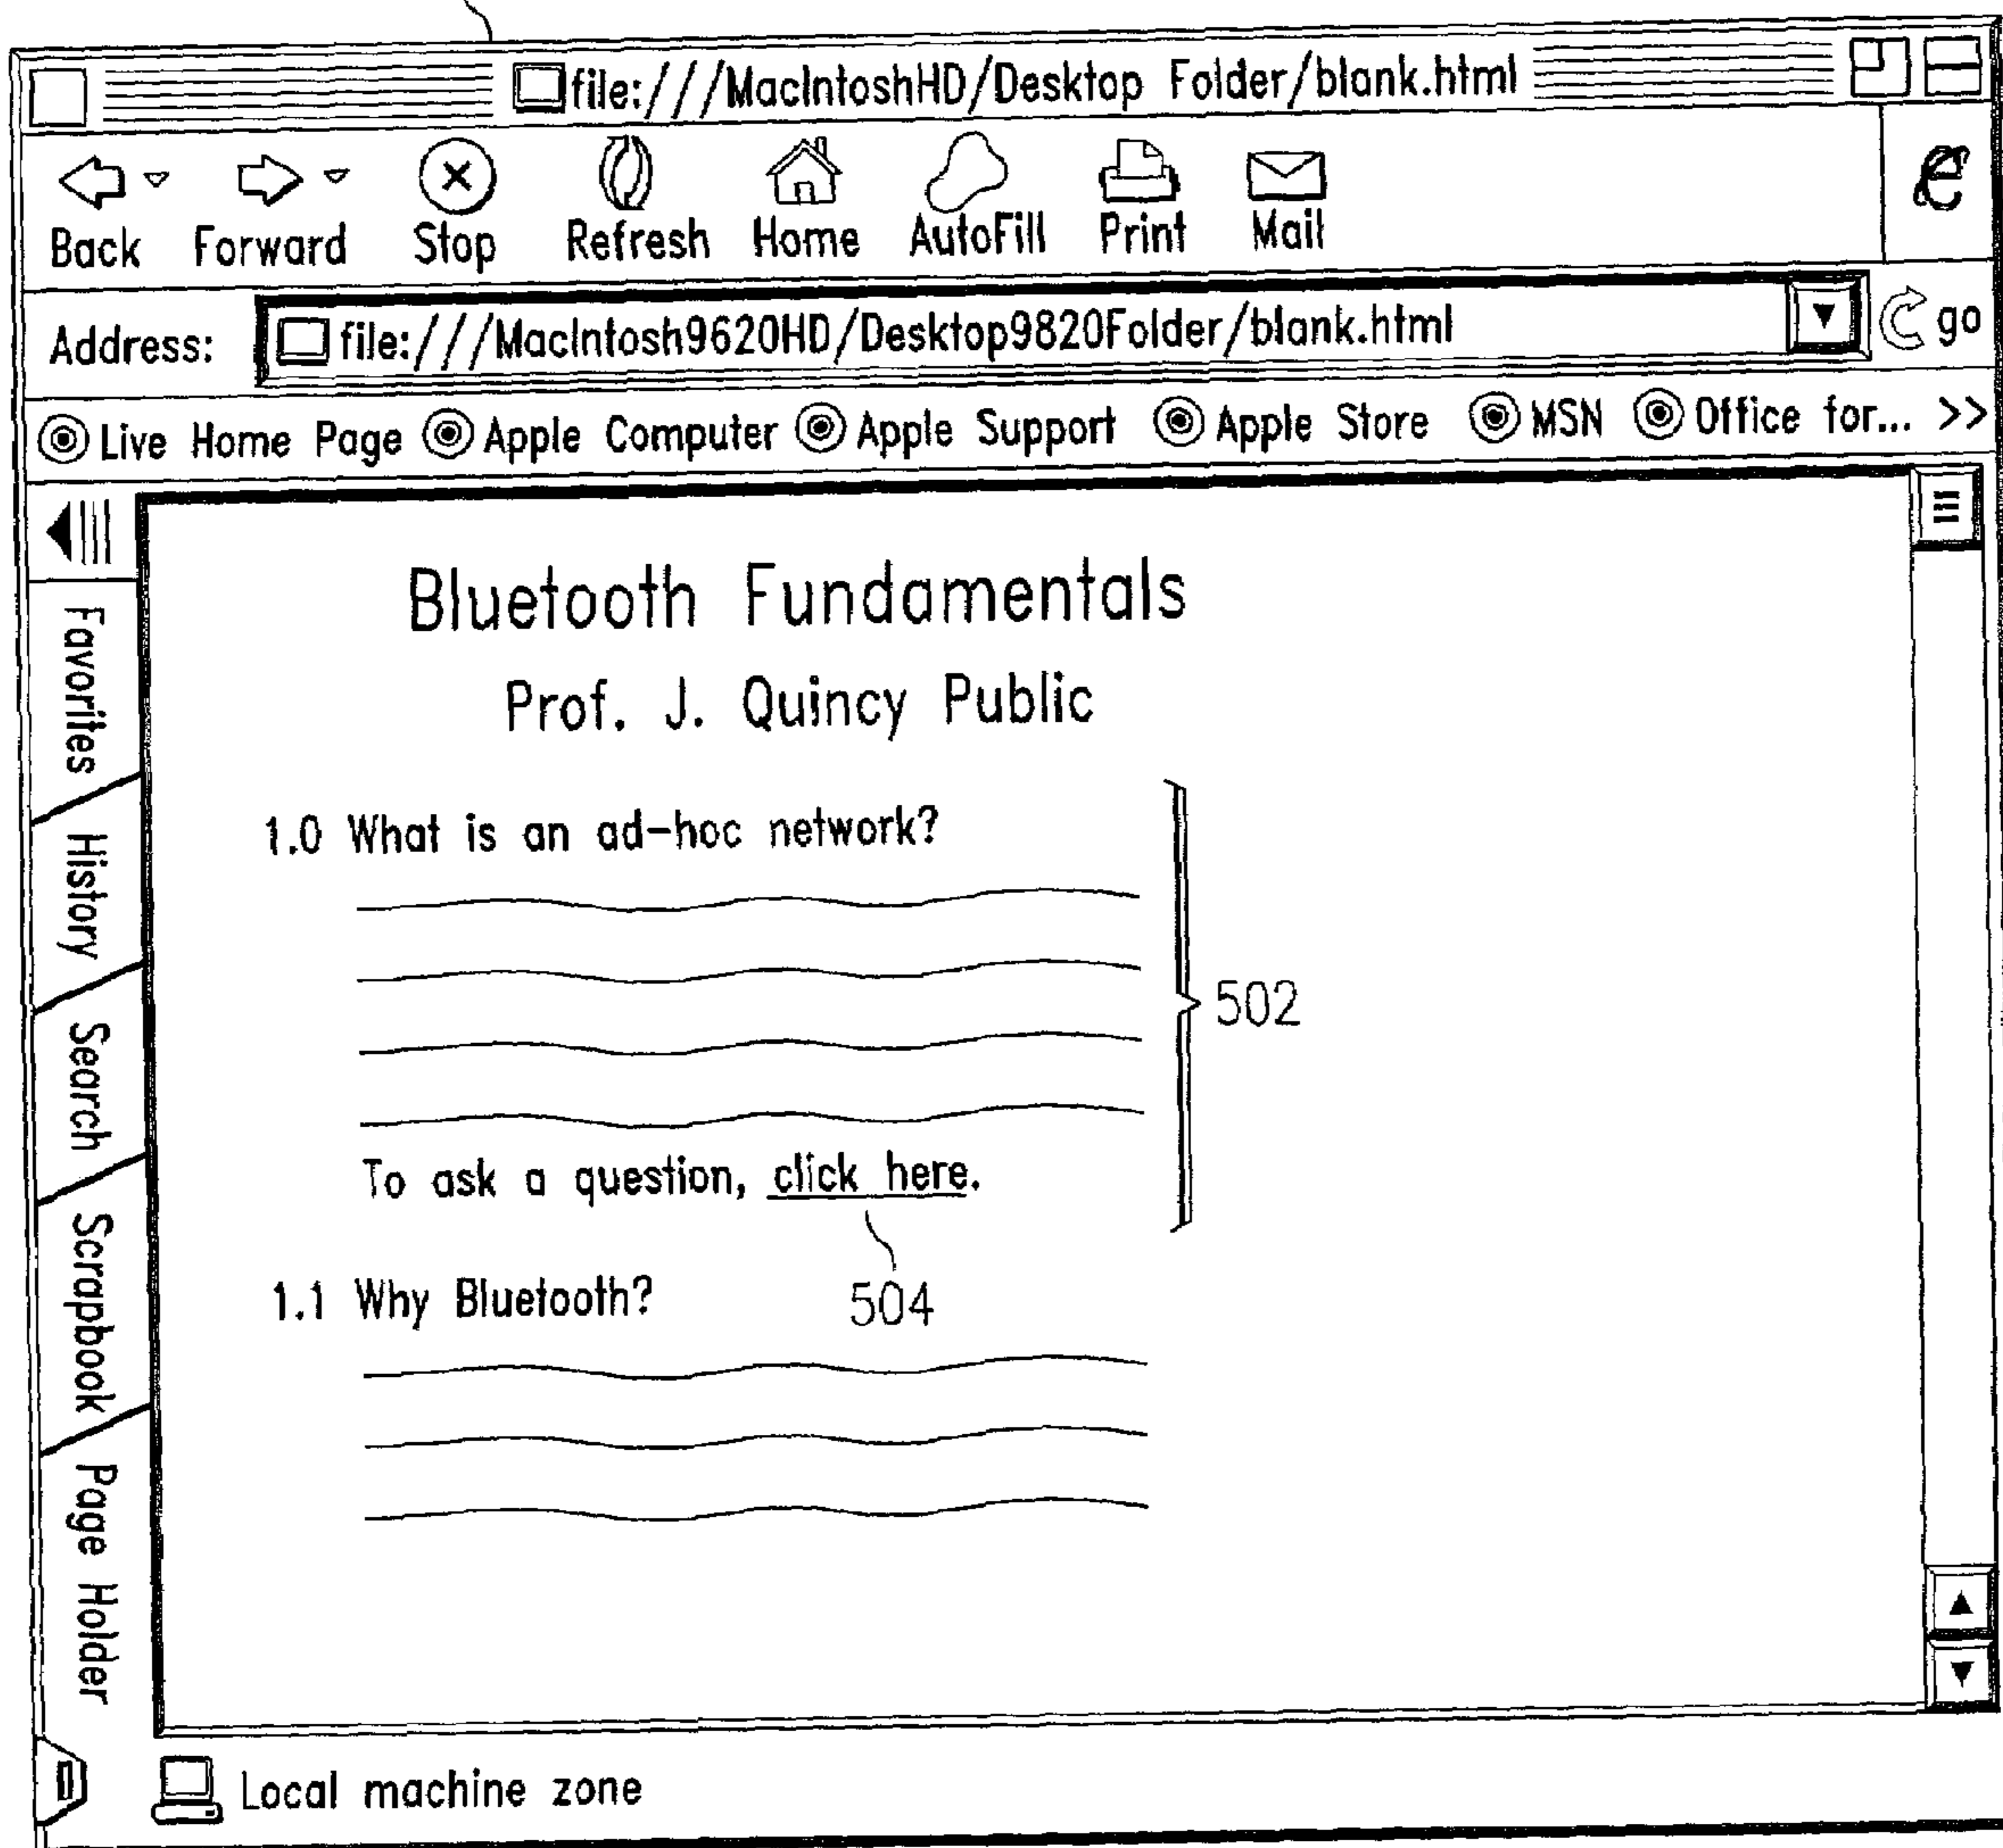 file:///MacIntoshHD/Desktop Folder/blank.html
Back Forward Stop Refresh Home AutoFill Print Mail
Address: file:///MacIntosh9620HD/Desktop9820Folder/blank.html go
Live Home Page Apple Computer Apple Support Apple Store MSN Office for... >>
Favorites
History
Search
Scrapbook
Page Holder
Bluetooth Fundamentals
Prof. J. Quincy Public
1.0 What is an ad-hoc network?
502
To ask a question, click here.
504
1.1 Why Bluetooth?
Local machine zone